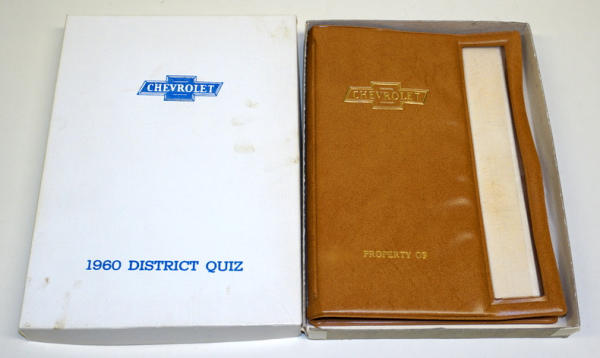 CHEVROLET
1960 DISTRICT QUIZ
CHEVROLET
PROPERTY OF